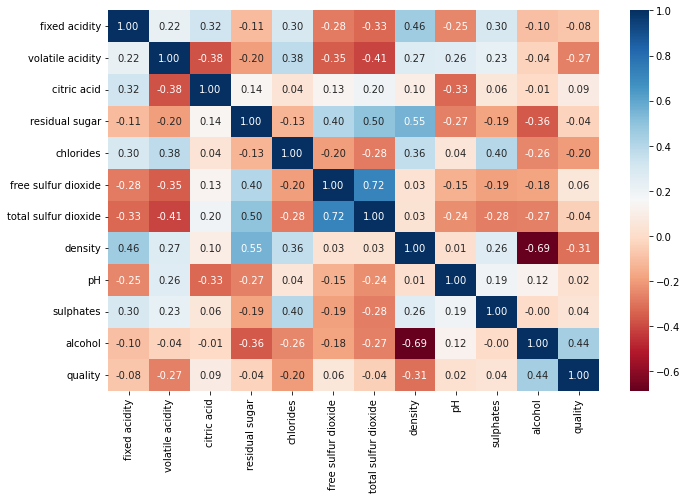 fixed acidity 1.00 0.22 0.32 -0.11 0.30 -0.28 -0.33 0.46 -0.25 0.30 -0.10 -0.08
volatile acidity 0.22 1.00 -0.38 -0.20 0.38 -0.35 -0.41 0.27 0.26 0.23 -0.04 -0.27
citric acid 0.32 -0.38 1.00 0.14 0.04 0.13 0.20 0.10 -0.33 0.06 -0.01 0.09
residual sugar -0.11 -0.20 0.14 1.00 -0.13 0.40 0.50 0.55 -0.27 -0.19 -0.36 -0.04
chlorides 0.30 0.38 0.04 -0.13 1.00 -0.20 -0.28 0.36 0.04 0.40 -0.26 -0.20
free sulfur dioxide -0.28 -0.35 0.13 0.40 -0.20 1.00 0.72 0.03 -0.15 -0.19 -0.18 0.06
total sulfur dioxide -0.33 -0.41 0.20 0.50 -0.28 0.72 1.00 0.03 -0.24 -0.28 -0.27 -0.04
density 0.46 0.27 0.10 0.55 0.36 0.03 0.03 1.00 0.01 0.26 -0.69 -0.31
pH -0.25 0.26 -0.33 -0.27 0.04 -0.15 -0.24 0.01 1.00 0.19 0.12 0.02
sulphates 0.30 0.23 0.06 -0.19 0.40 -0.19 -0.28 0.26 0.19 1.00 -0.00 0.04
alcohol -0.10 -0.04 -0.01 -0.36 -0.26 -0.18 -0.27 -0.69 0.12 -0.00 1.00 0.44
quality -0.08 -0.27 0.09 -0.04 -0.20 0.06 -0.04 -0.31 0.02 0.04 0.44 1.00
fixed acidity
volatile acidity
citric acid
residual sugar
chlorides
free sulfur dioxide
total sulfur dioxide
density
pH
sulphates
alcohol
quality
1.0
0.8
0.6
0.4
0.2
0.0
−0.2
−0.4
−0.6